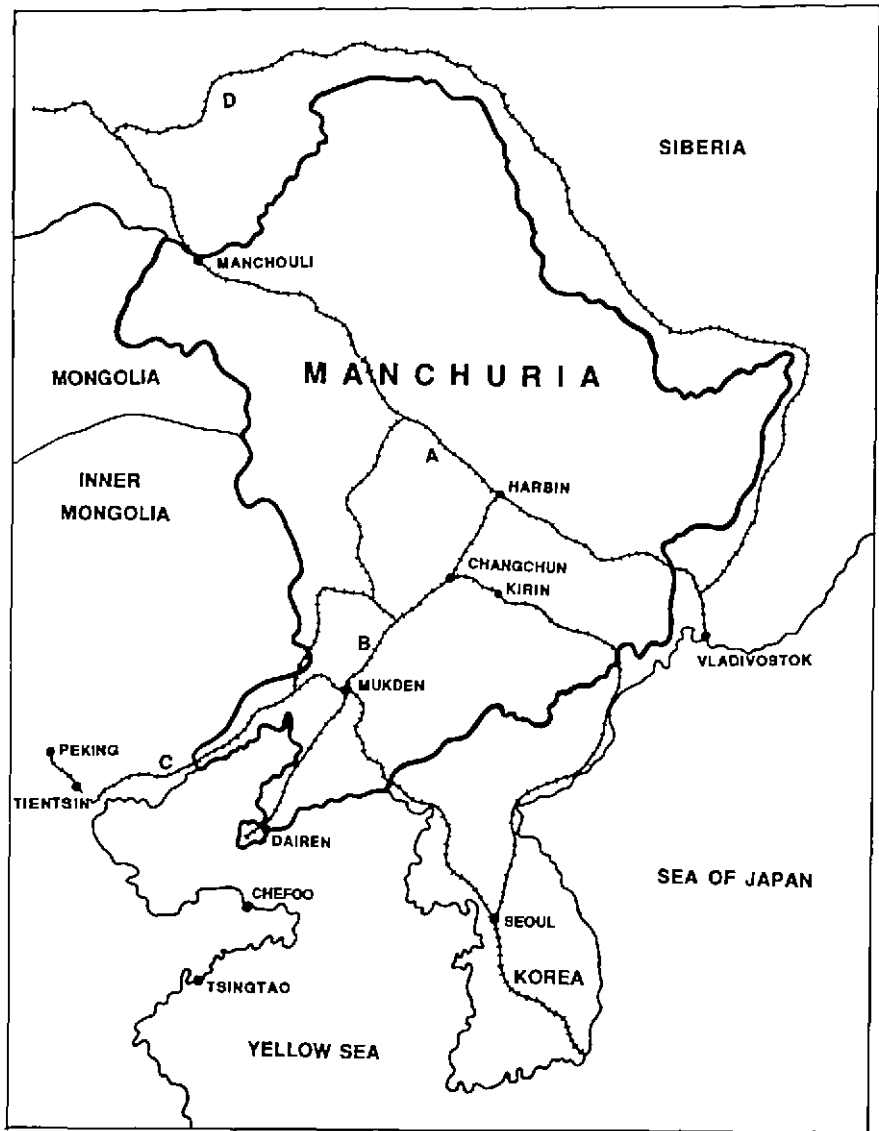 D
SIBERIA
MANCHOULI
MONGOLIA
MANCHURIA
A
INNER
MONGOLIA
HARBIN
CHANGCHUN
KIRIN
B
VLADIVOSTOK
MUKDEN
PEKING
C
TIENTSIN
DAIREN
SEA OF JAPAN
CHEFOO
SEOUL
KOREA
TSINGTAO
YELLOW SEA